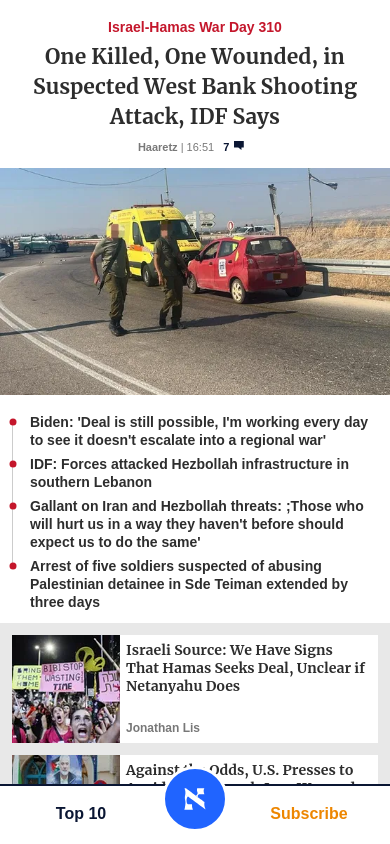 Israel-Hamas War Day 310
One Killed, One Wounded, in
Suspected West Bank Shooting
Attack, IDF Says
Haaretz | 16:51 7
Biden: 'Deal is still possible, I'm working every day
to see it doesn't escalate into a regional war'
IDF: Forces attacked Hezbollah infrastructure in
southern Lebanon
Gallant on Iran and Hezbollah threats: ;Those who
will hurt us in a way they haven't before should
expect us to do the same'
Arrest of five soldiers suspected of abusing
Palestinian detainee in Sde Teiman extended by
three days
BRING
THEM
HOME
BIBI STOP
WASTING
TIME
Israeli Source: We Have Signs
That Hamas Seeks Deal, Unclear if
Netanyahu Does
Jonathan Lis
Against Odds, U.S. Presses to
Top 10
Subscribe